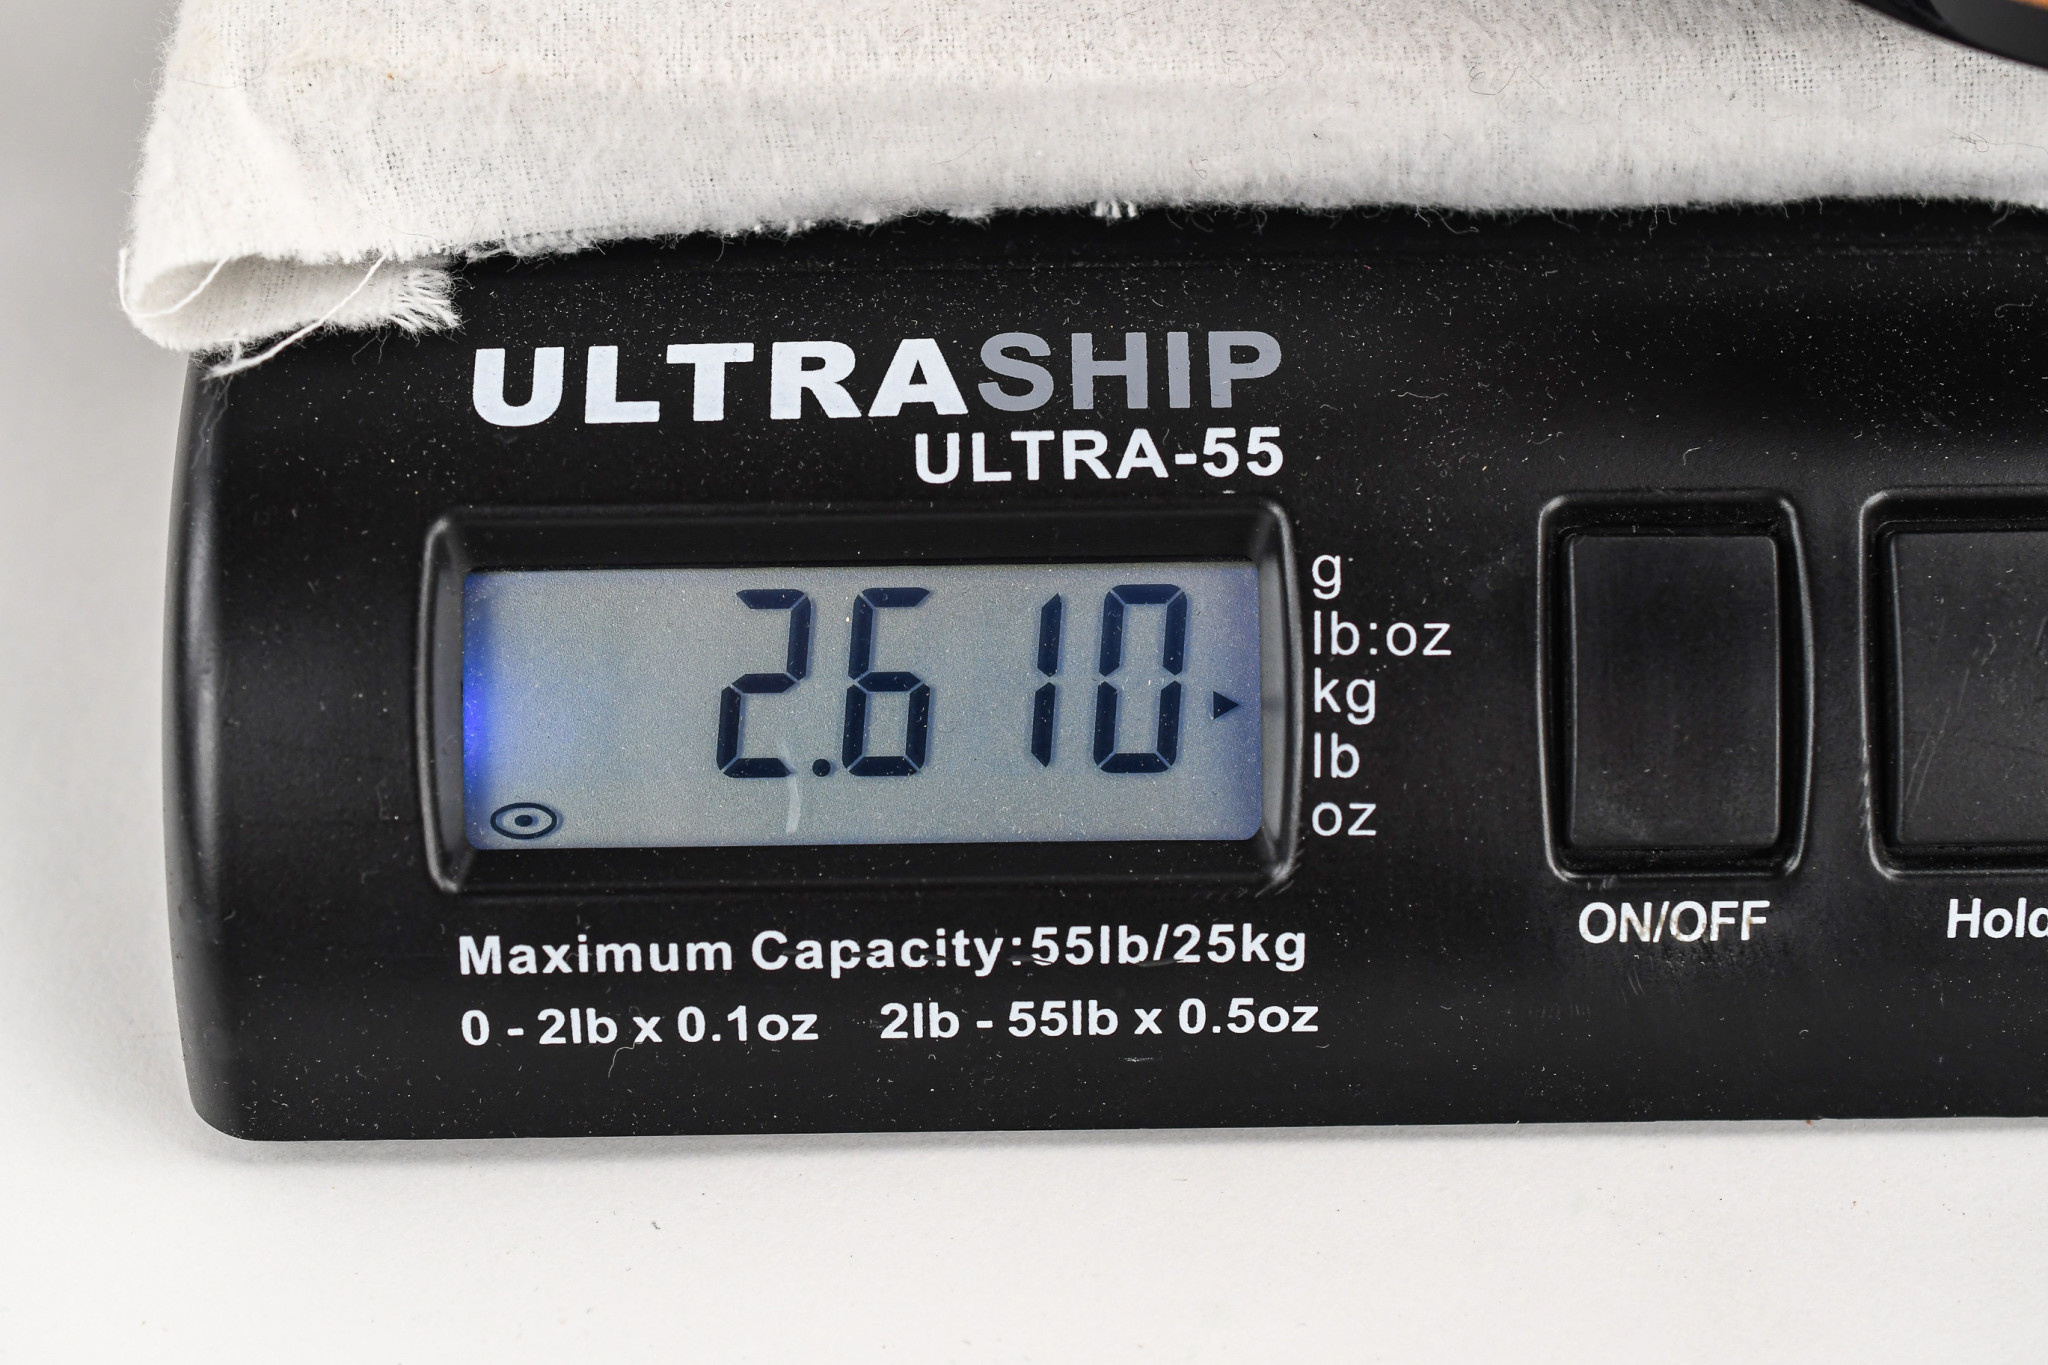 ULTRASHIP
ULTRA-55
2.610
g
lb:oz
kg
lb
oz
Maximum Capacity:55lb/25kg
0 - 2lb x 0.1oz 2lb - 55lb x 0.5oz
ON/OFF
Hold